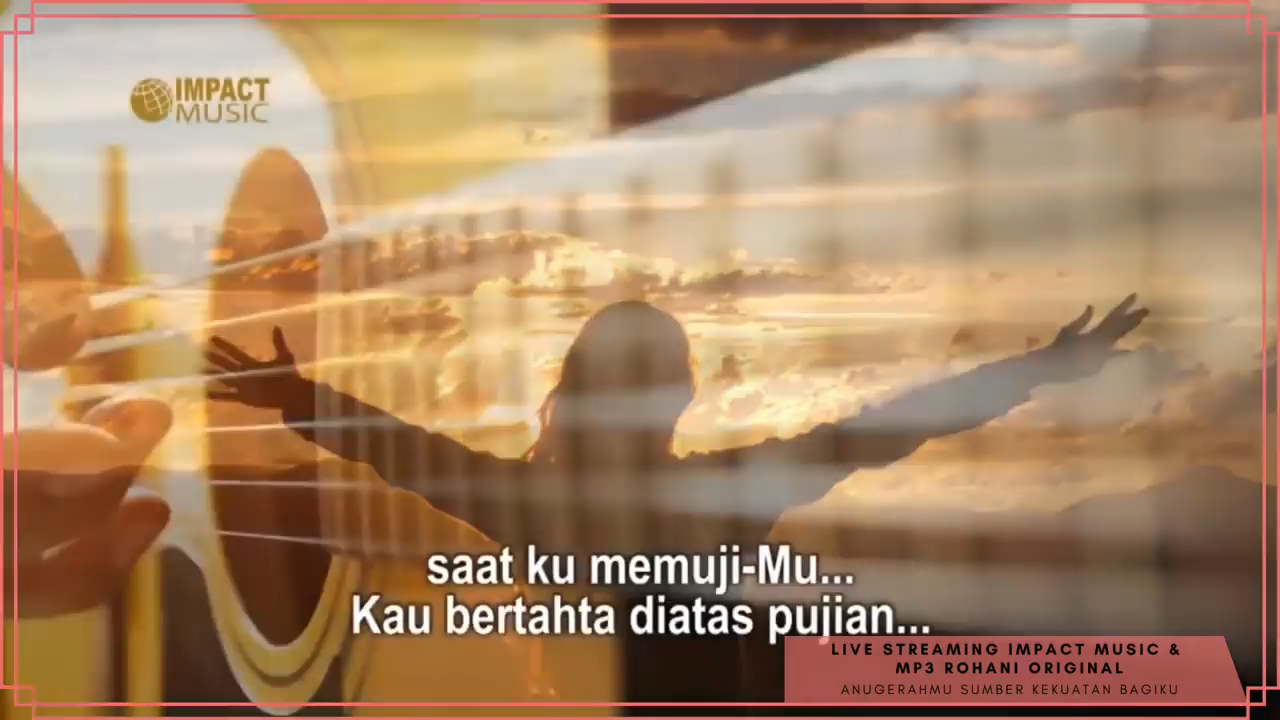 IMPACT
MUSIC
saat ku memuji-Mu...
Kau bertahta diatas pujian...
LIVE STREAMING IMPACT MUSIC &
MP3 ROHANI ORIGINAL
ANUGERAHMU SUMBER KEKUATAN BAGIKU